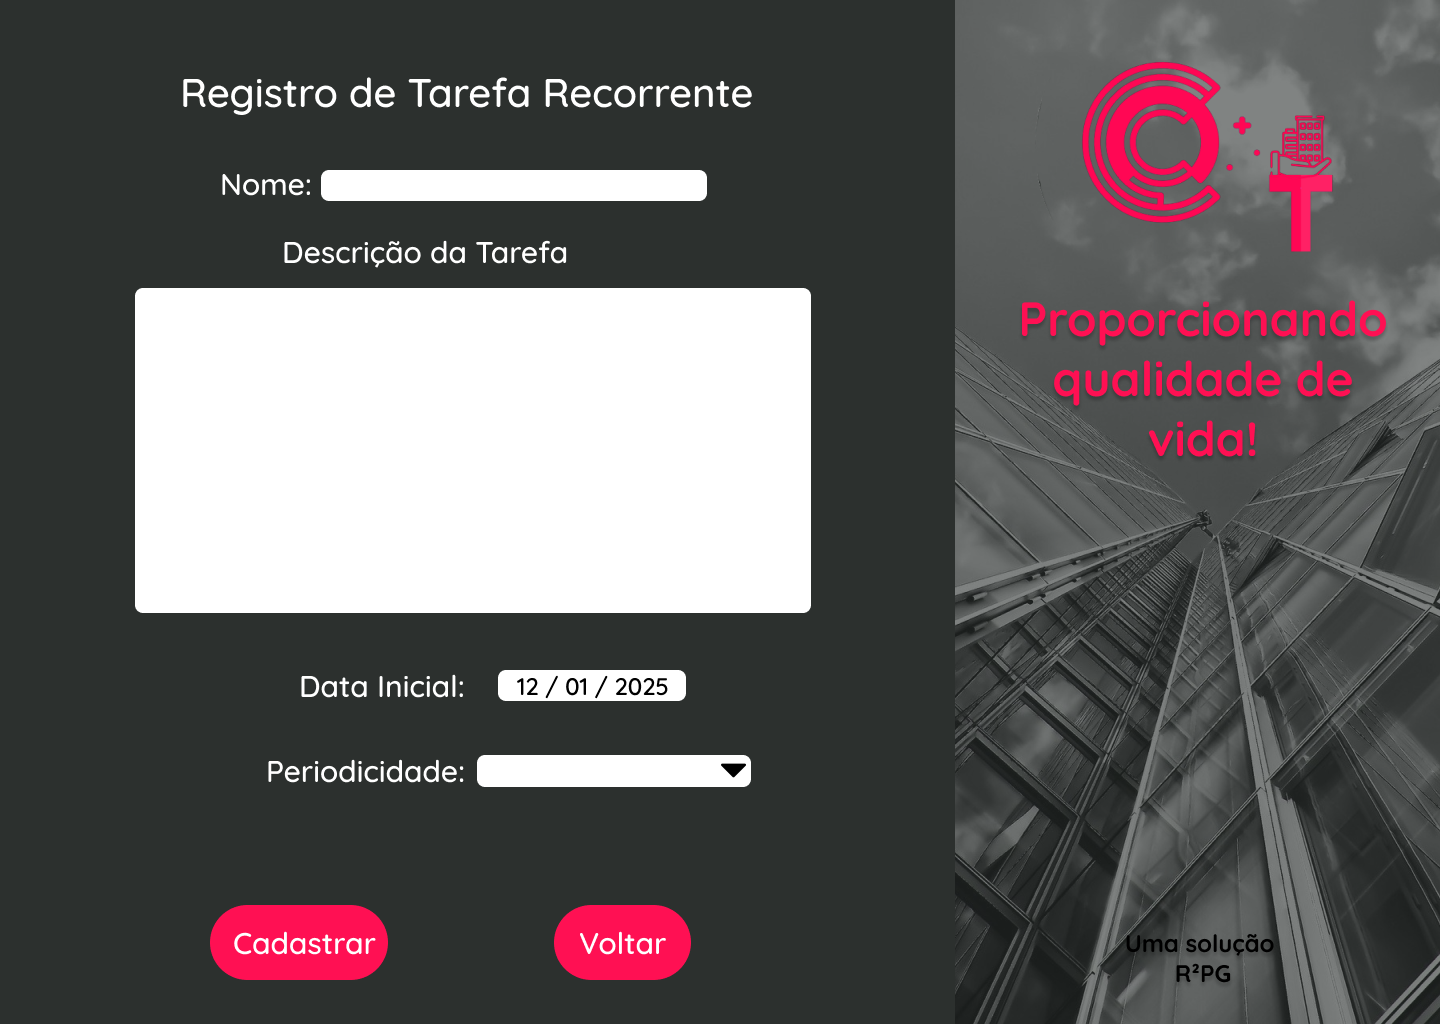 Registro de Tarefa Recorrente
Nome:
Descrição da Tarefa
Data Inicial: 12 / 01 / 2025
Periodicidade:
Cadastrar Voltar
C T
Proporcionando
qualidade de
vida!
Uma solução
R²PG